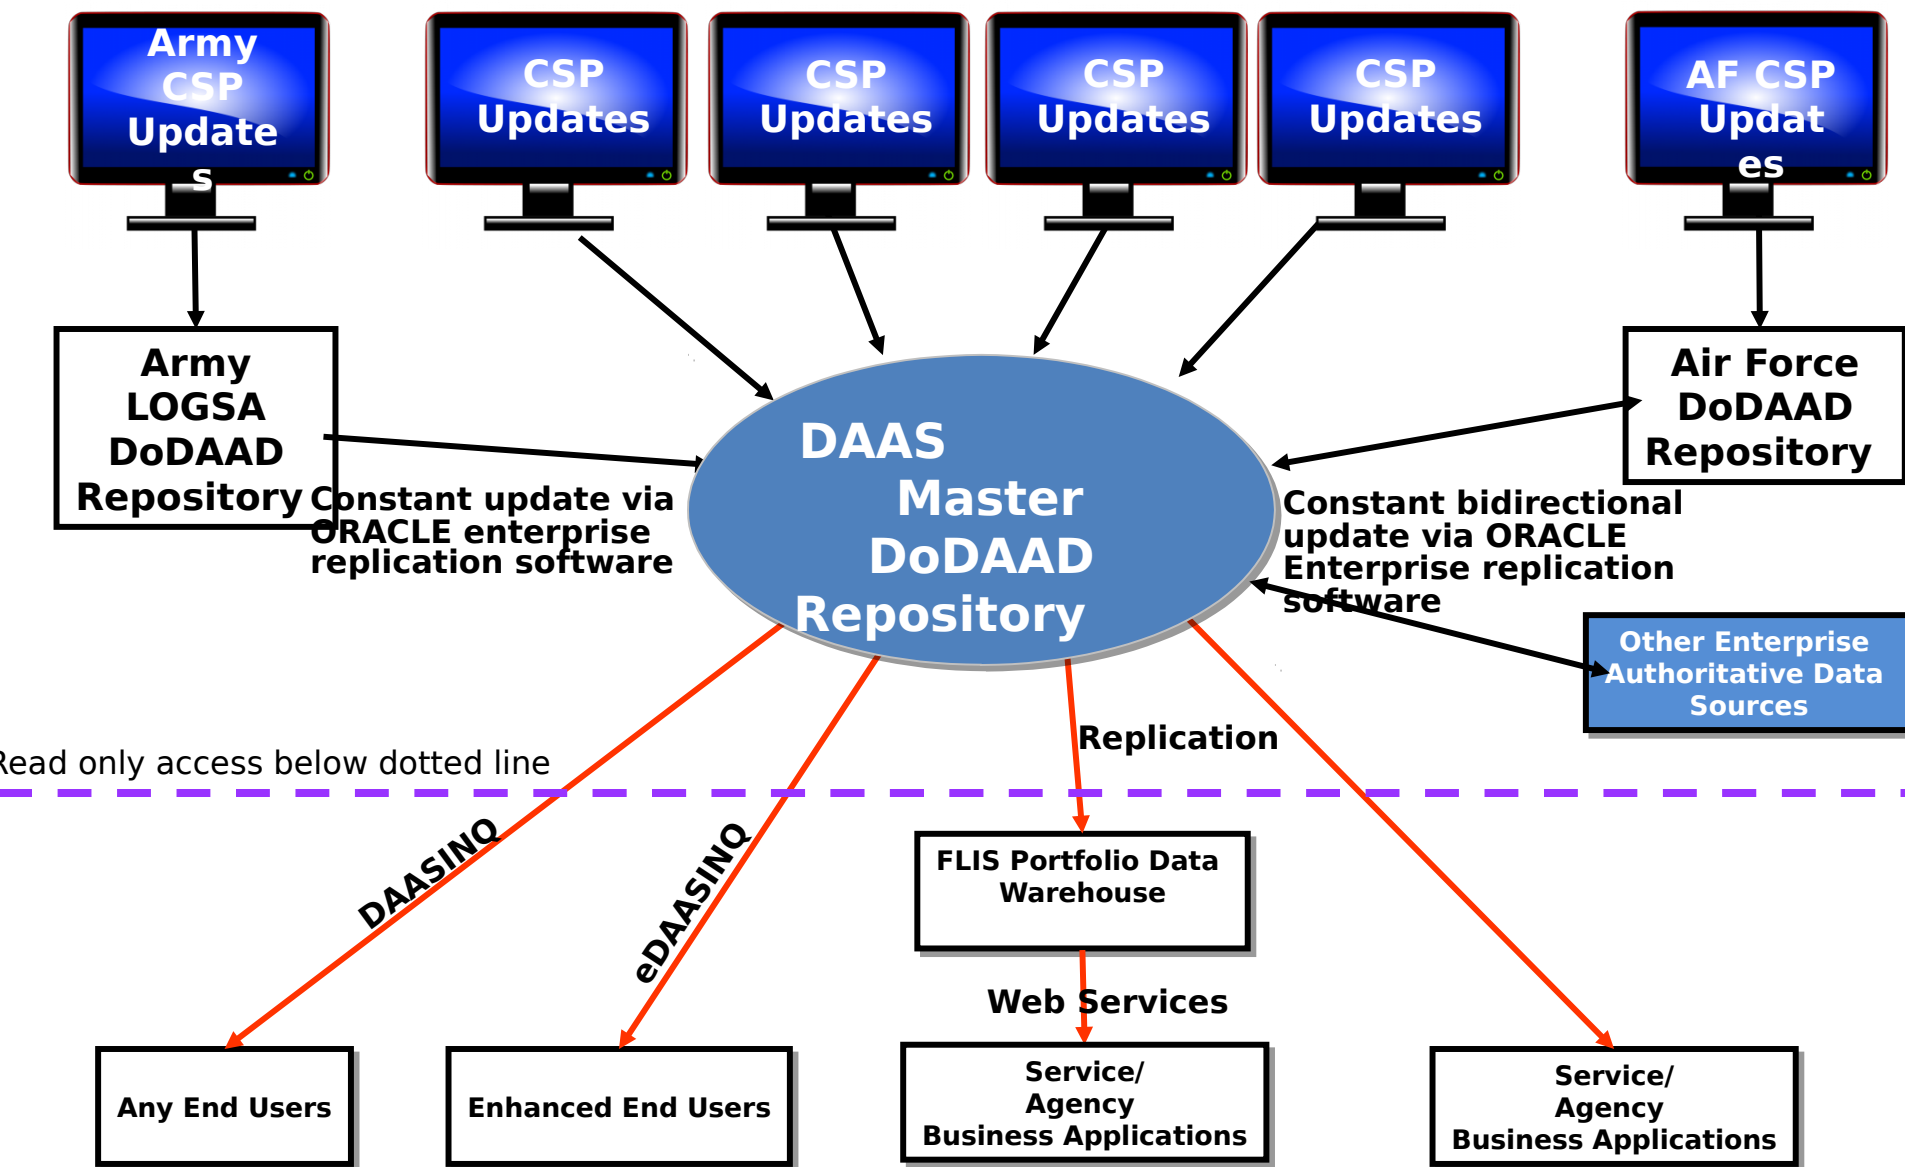 Army
CSP
Update
s
CSP
Updates
CSP
Updates
CSP
Updates
CSP
Updates
AF CSP
Updat
es
Army
LOGSA
DoDAAD
Repository
Air Force
DoDAAD
Repository
DAAS
Master
DoDAAD
Repository
Constant update via
ORACLE enterprise
replication software
Constant bidirectional
update via ORACLE
Enterprise replication
software
Other Enterprise
Authoritative Data
Sources
Replication
Read only access below dotted line
DAASINQ
eDAASINQ
FLIS Portfolio Data
Warehouse
Web Services
Any End Users
Enhanced End Users
Service/
Agency
Business Applications
Service/
Agency
Business Applications